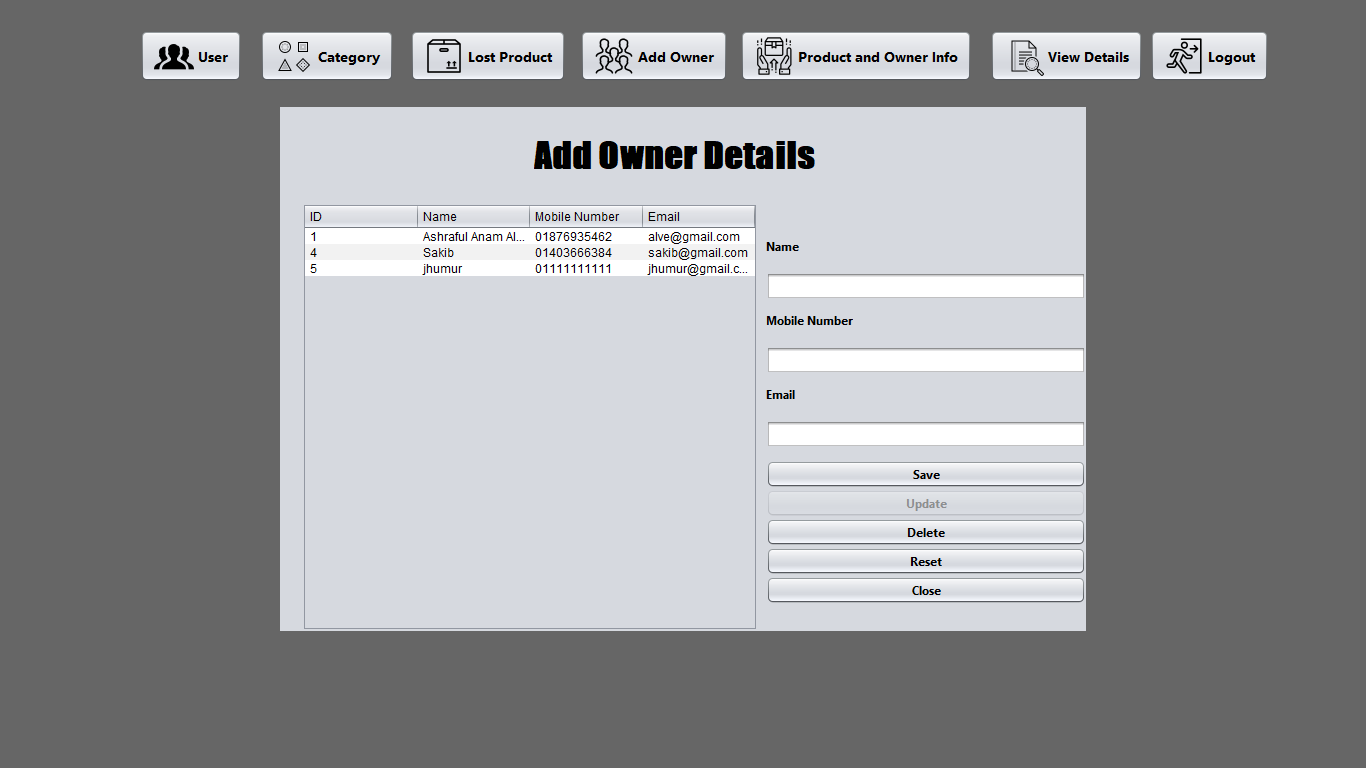 User Category Lost Product Add Owner Product and Owner Info View Details Logout
Add Owner Details
ID Name Mobile Number Email
1 Ashraful Anam Al... 01876935462 alve@gmail.com
4 Sakib 01403666384 sakib@gmail.com
5 jhumur 01111111111 jhumur@gmail.c...
Name
Mobile Number
Email
Save
Update
Delete
Reset
Close